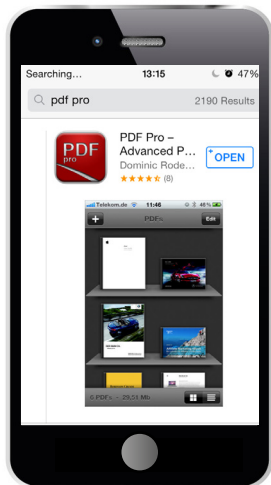 Searching... 13:15 47%
pdf pro 2190 Results
PDF pro
PDF Pro –
Advanced P...
Dominic Rode...
(8)
+ OPEN
Telekom.de 11:46 46%
PDFs
Edit
6 PDFs - 29,51 Mb